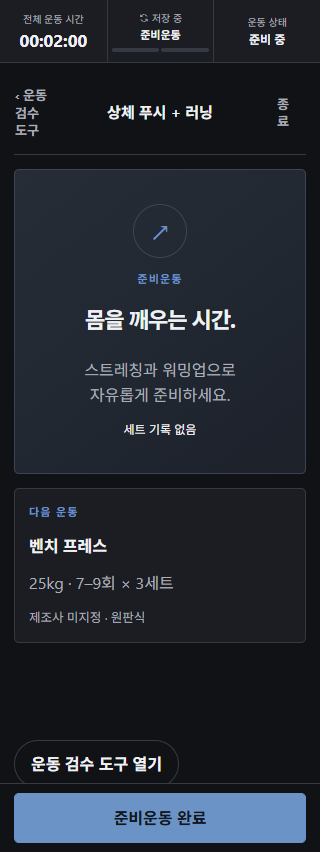 전체 운동 시간
00:02:00
저장 중
준비운동
운동 상태
준비 중
‹ 운동
검수
도구
상체 푸시 + 러닝
종
료
준비운동
몸을 깨우는 시간.
스트레칭과 워밍업으로
자유롭게 준비하세요.
세트 기록 없음
다음 운동
벤치 프레스
25kg · 7–9회 × 3세트
제조사 미지정 · 원판식
운동 검수 도구 열기
준비운동 완료